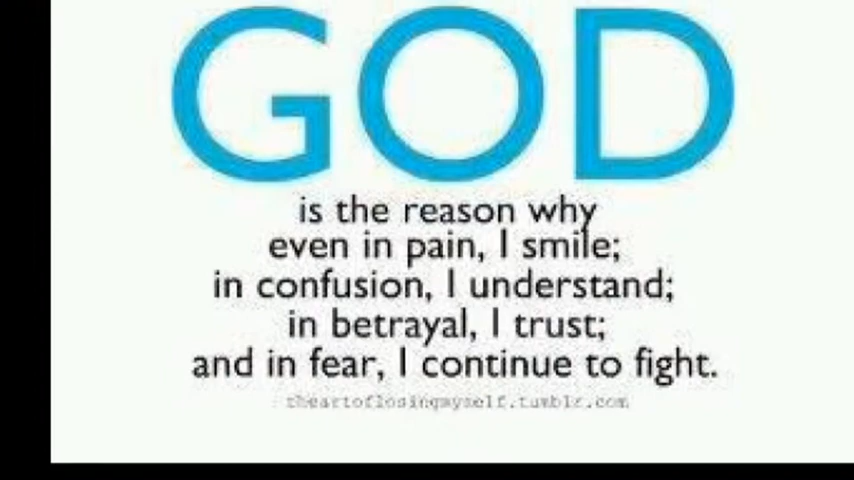 GOD
is the reason why
even in pain, I smile;
in confusion, I understand;
in betrayal, I trust;
and in fear, I continue to fight.
theartoflosingmyself.tumblr.com